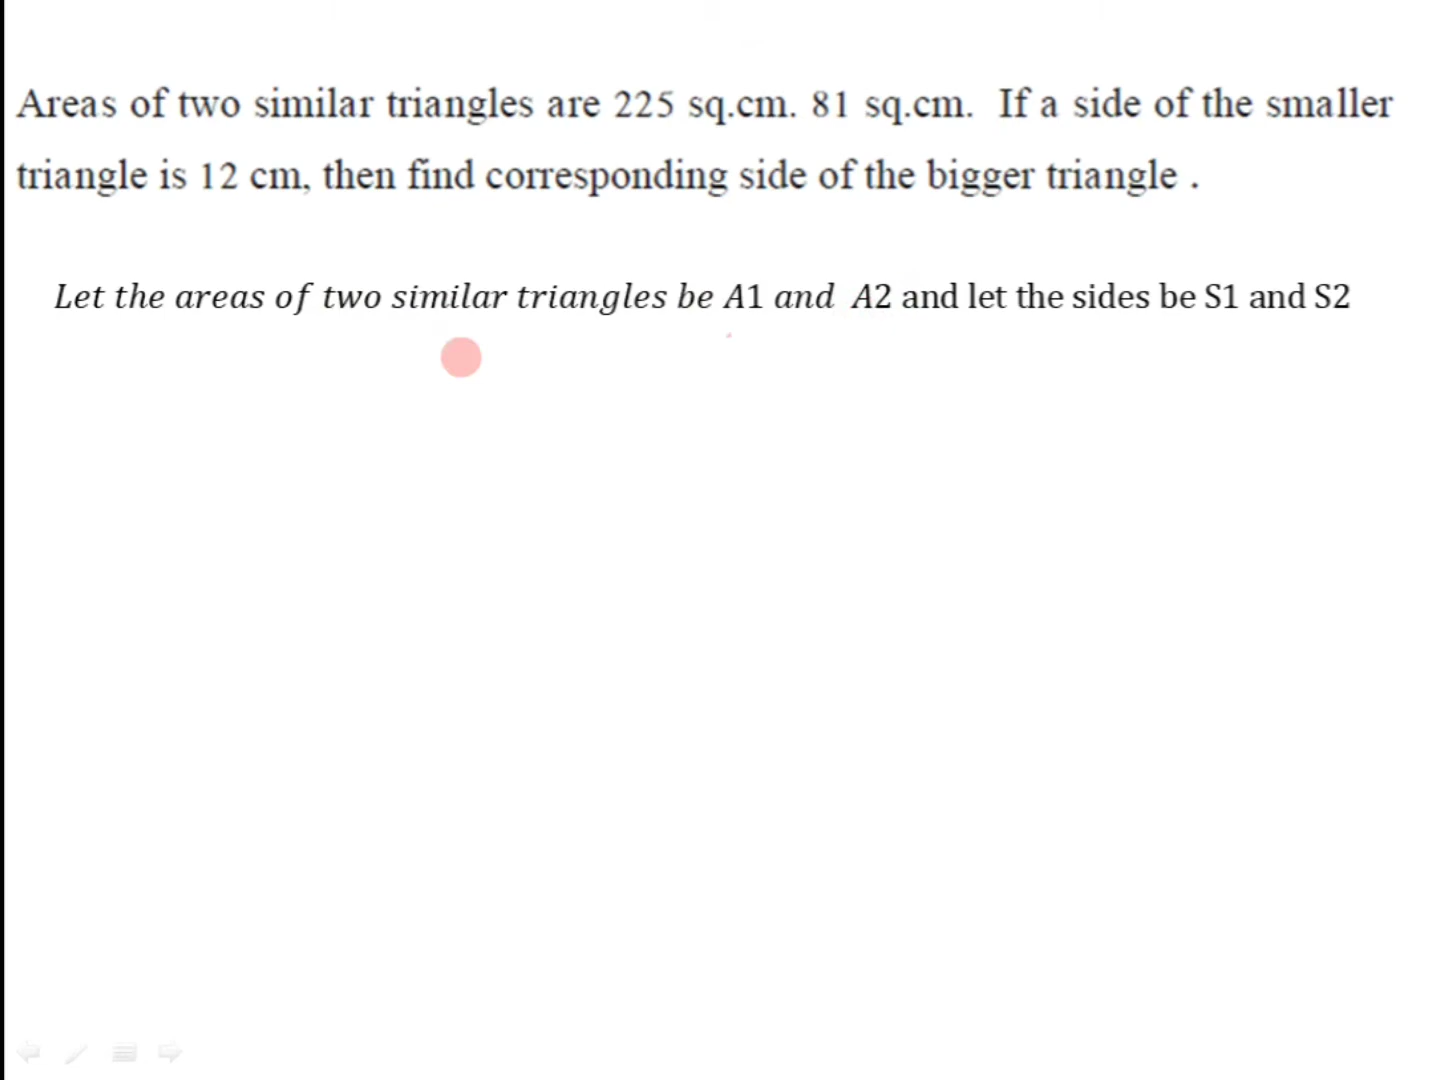 Areas of two similar triangles are 225 sq.cm. 81 sq.cm. If a side of the smaller
triangle is 12 cm, then find corresponding side of the bigger triangle .
Let the areas of two similar triangles be A1 and A2 and let the sides be S1 and S2